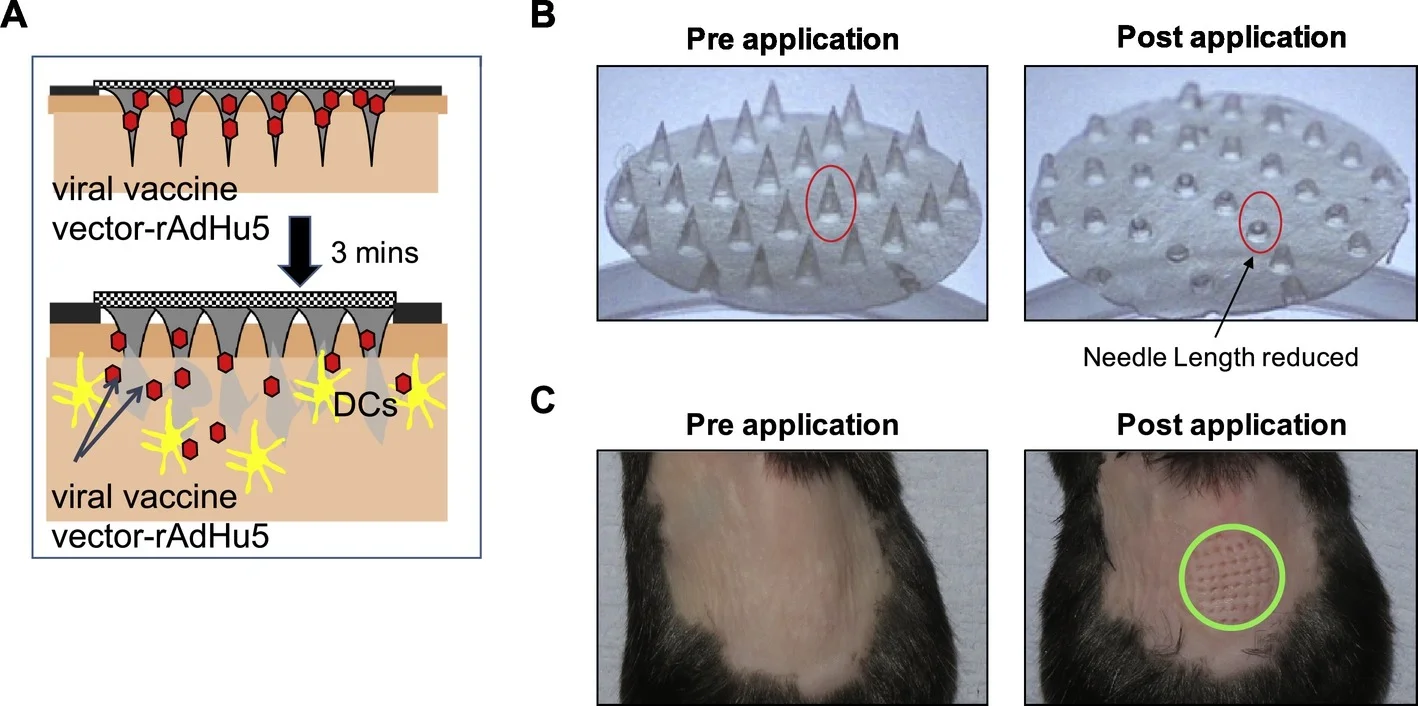 A
viral vaccine
vector-rAdHu5
3 mins
DCs
viral vaccine
vector-rAdHu5
B
Pre application
Post application
Needle Length reduced
C
Pre application
Post application